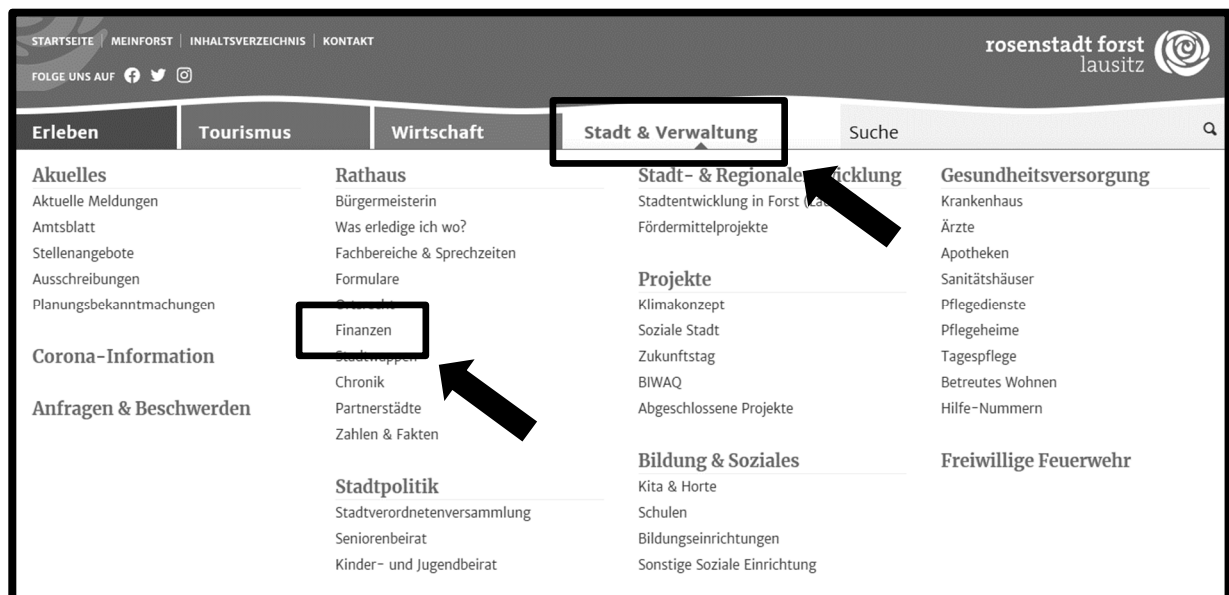 STARTSEITE | MEINFORST | INHALTSVERZEICHNIS | KONTAKT
FOLGE UNS AUF
rosenstadt forst
lausitz
Erleben
Tourismus
Wirtschaft
Stadt & Verwaltung
Suche
Akuelles
Aktuelle Meldungen
Amtsblatt
Stellenangebote
Ausschreibungen
Planungsbekanntmachungen
Corona-Information
Anfragen & Beschwerden
Rathaus
Bürgermeisterin
Was erledige ich wo?
Fachbereiche & Sprechzeiten
Formulare
Ortsrecht
Finanzen
Stadtwappen
Chronik
Partnerstädte
Zahlen & Fakten
Stadtpolitik
Stadtverordnetenversammlung
Seniorenbeirat
Kinder- und Jugendbeirat
Stadt- & Regionale
Stadtentwicklung in Forst
Fördermittelprojekte
Projekte
Klimakonzept
Soziale Stadt
Zukunftstag
BIWAQ
Abgeschlossene Projekte
Bildung & Soziales
Kita & Horte
Schulen
Bildungseinrichtungen
Sonstige Soziale Einrichtung
Gesundheitsversorgung
Krankenhaus
Ärzte
Apotheken
Sanitätshäuser
Pflegedienste
Pflegeheime
Tagespflege
Betreutes Wohnen
Hilfe-Nummern
Freiwillige Feuerwehr